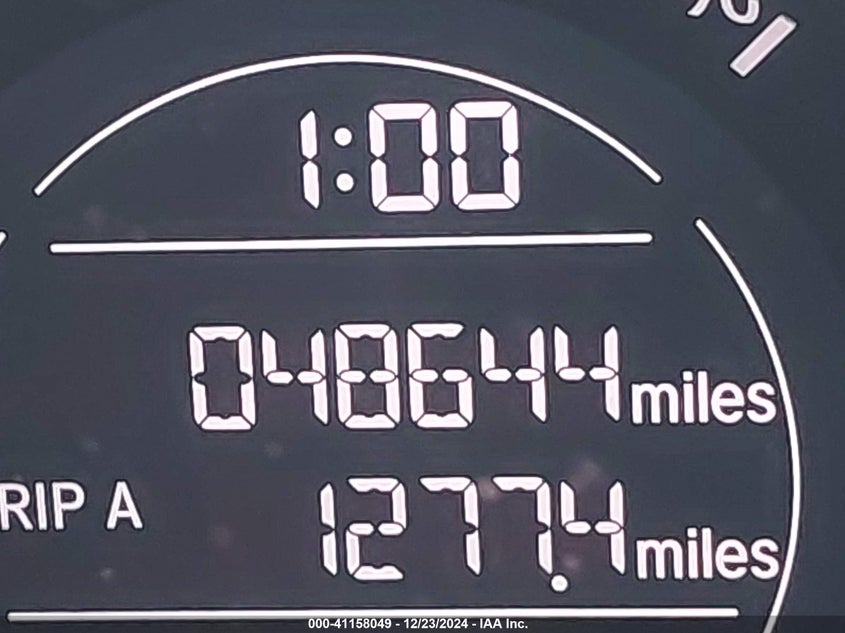 1:00
048644 miles
RIP A 1277.4 miles
000-41158049 - 12/23/2024 - IAA Inc.